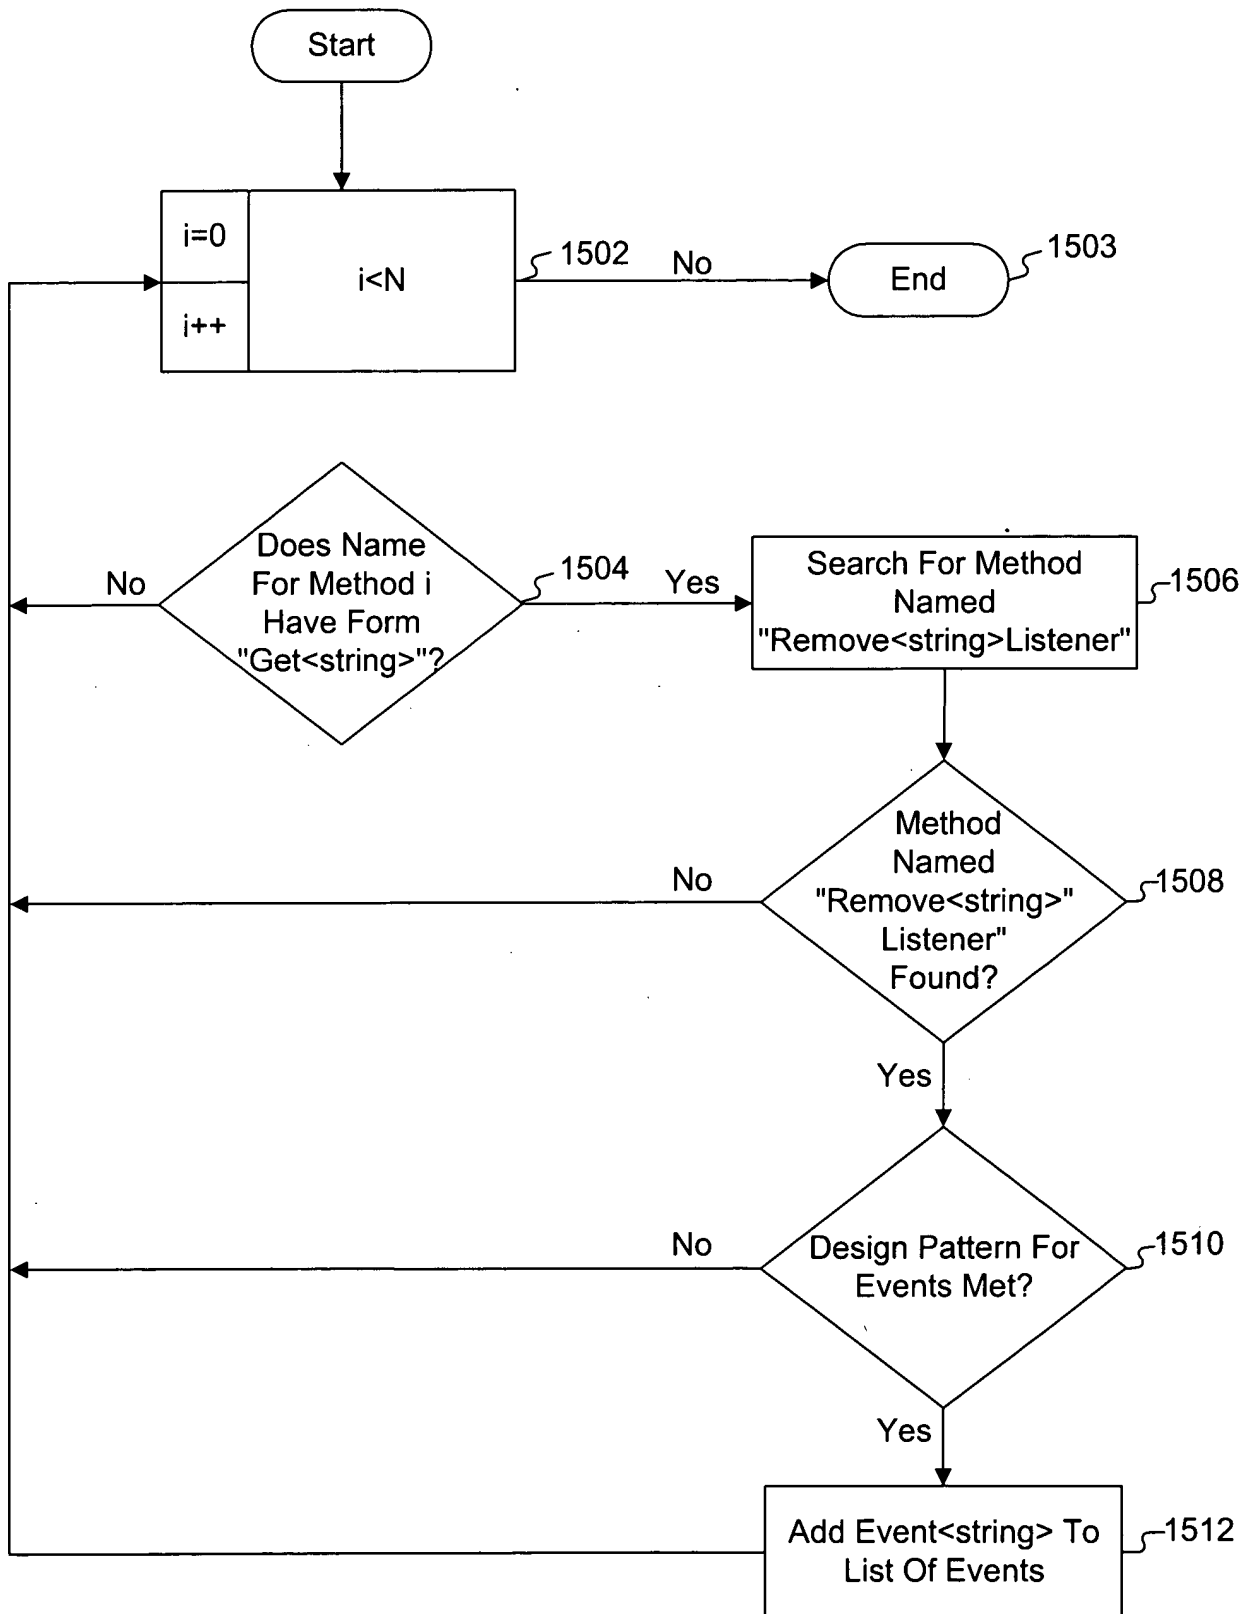 Start
i=0
i<N
i++
1502
No
End
1503
Does Name
For Method i
Have Form
"Get<string>"?
No
1504
Yes
Search For Method
Named
"Remove<string>Listener"
1506
Method
Named
"Remove<string>"
Listener"
Found?
No
1508
Yes
Design Pattern For
Events Met?
No
1510
Yes
Add Event<string> To
List Of Events
1512